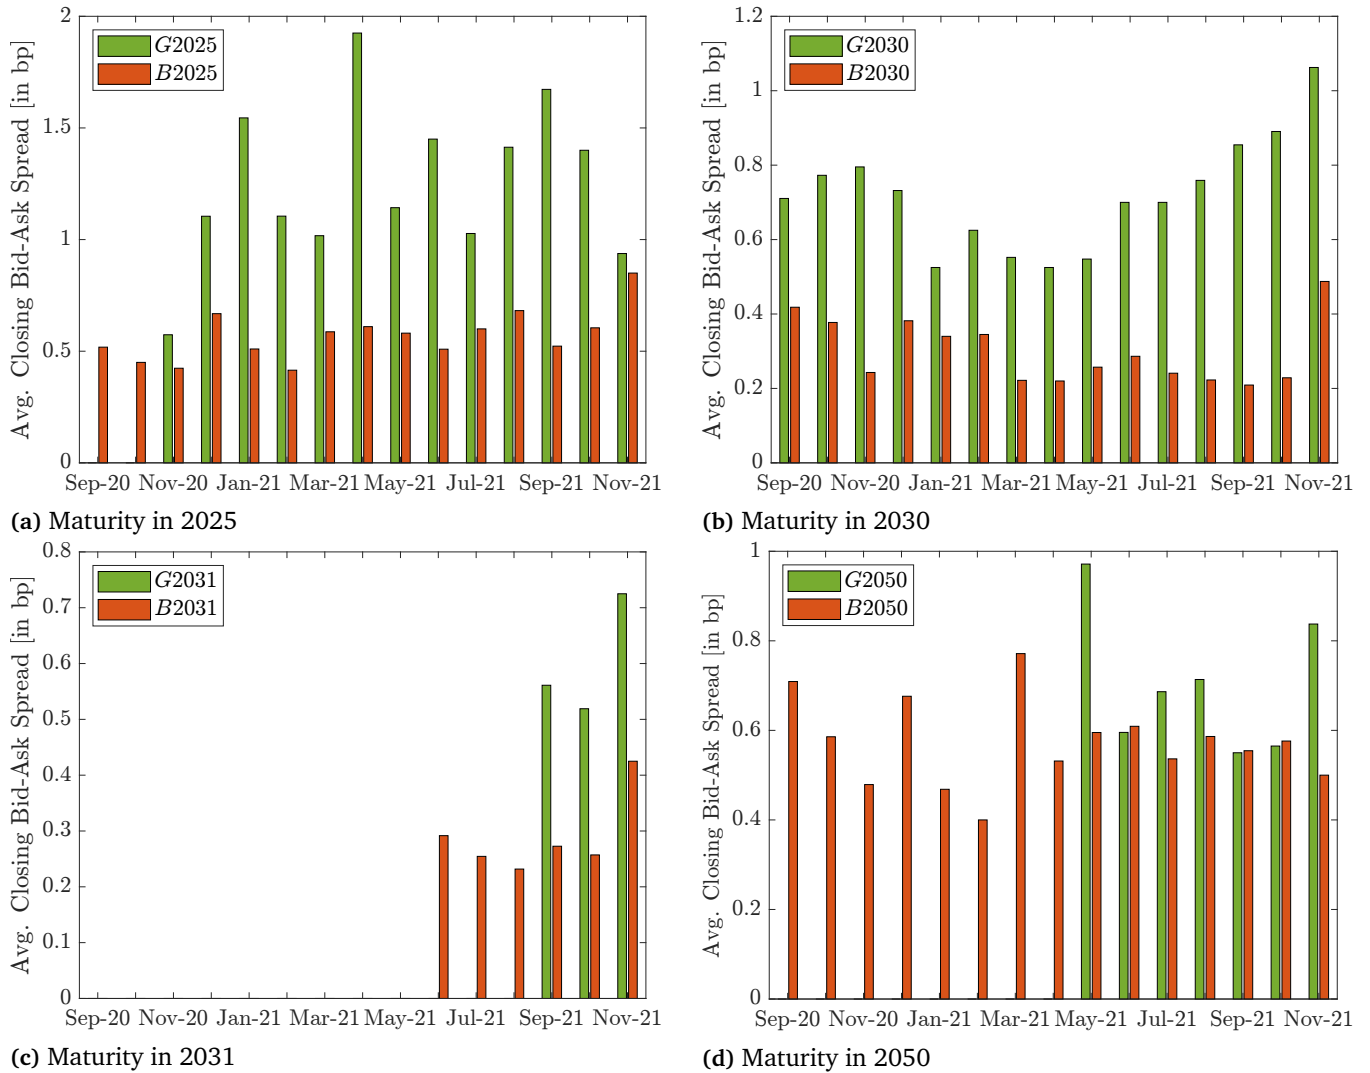 Avg. Closing Bid-Ask Spread [in bp]
2
1.5
1
0.5
0
G2025
B2025
Sep-20 Nov-20 Jan-21 Mar-21 May-21 Jul-21 Sep-21 Nov-21
(a) Maturity in 2025
Avg. Closing Bid-Ask Spread [in bp]
1.2
1
0.8
0.6
0.4
0.2
0
G2030
B2030
Sep-20 Nov-20 Jan-21 Mar-21 May-21 Jul-21 Sep-21 Nov-21
(b) Maturity in 2030
Avg. Closing Bid-Ask Spread [in bp]
0.8
0.7
0.6
0.5
0.4
0.3
0.2
0.1
0
G2031
B2031
Sep-20 Nov-20 Jan-21 Mar-21 May-21 Jul-21 Sep-21 Nov-21
(c) Maturity in 2031
Avg. Closing Bid-Ask Spread [in bp]
1
0.8
0.6
0.4
0.2
0
G2050
B2050
Sep-20 Nov-20 Jan-21 Mar-21 May-21 Jul-21 Sep-21 Nov-21
(d) Maturity in 2050